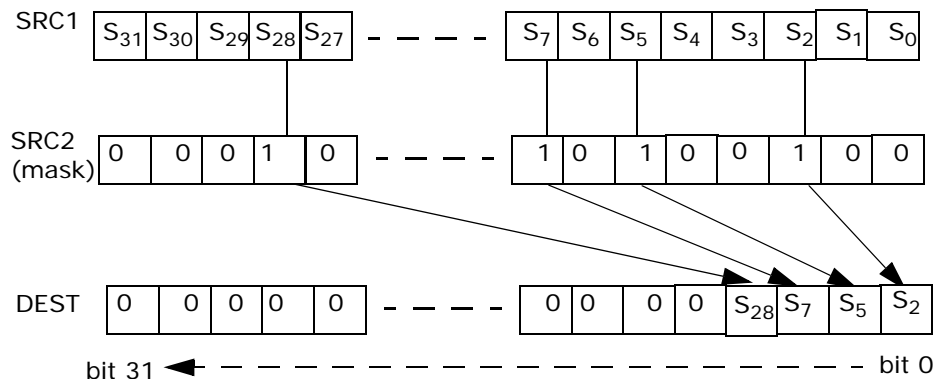 SRC1 S31 S30 S29 S28 S27 S7 S6 S5 S4 S3 S2 S1 S0
SRC2 (mask) 0 0 0 1 0 1 0 1 0 0 1 0 0
DEST 0 0 0 0 0 0 0 0 0 S28 S7 S5 S2
bit 31 bit 0